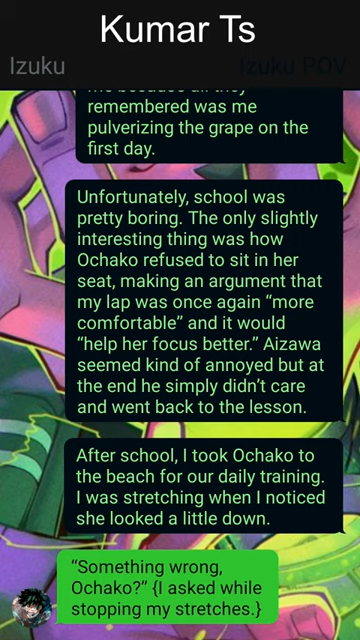 Kumar Ts
Izuku
Izuku POV
me because all they
remembered was me
pulverizing the grape on the
first day.
Unfortunately, school was
pretty boring. The only slightly
interesting thing was how
Ochako refused to sit in her
seat, making an argument that
my lap was once again “more
comfortable” and it would
“help her focus better.” Aizawa
seemed kind of annoyed but at
the end he simply didn’t care
and went back to the lesson.
After school, I took Ochako to
the beach for our daily training.
I was stretching when I noticed
she looked a little down.
“Something wrong,
Ochako?” {I asked while
stopping my stretches.}